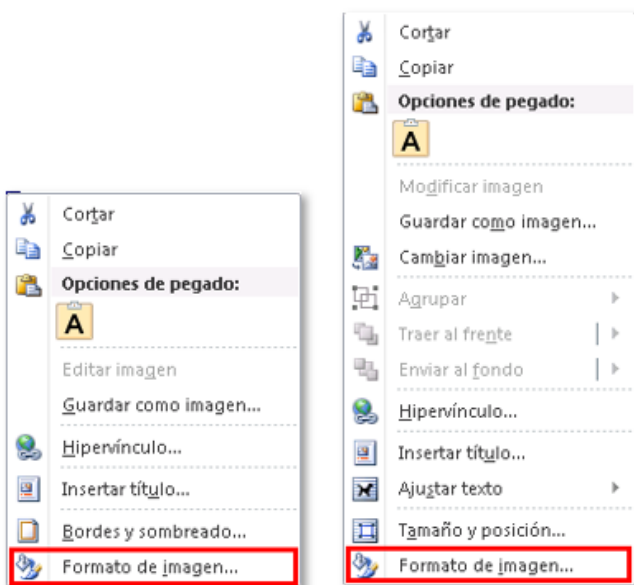 Cortar
Copiar
Opciones de pegado:
A
Editar imagen
Guardar como imagen...
Hipervínculo...
Insertar título...
Bordes y sombreado...
Formato de imagen...
Cortar
Copiar
Opciones de pegado:
A
Modificar imagen
Guardar como imagen...
Cambiar imagen...
Agrupar
Traer al frente
Enviar al fondo
Hipervínculo...
Insertar título...
Ajustar texto
Tamaño y posición...
Formato de imagen...